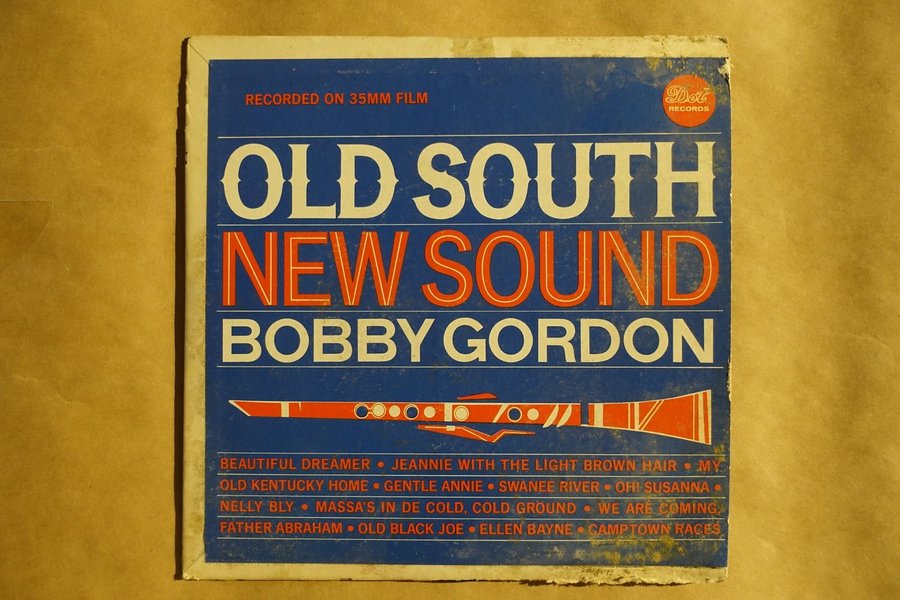 RECORDED ON 35MM FILM
Dot
RECORDS
OLD SOUTH
NEW SOUND
BOBBY GORDON
BEAUTIFUL DREAMER • JEANNIE WITH THE LIGHT BROWN HAIR • MY
OLD KENTUCKY HOME • GENTLE ANNIE • SWANEE RIVER • OH! SUSANNA •
NELLY BLY • MASSA'S IN DE COLD, COLD GROUND • WE ARE COMING,
FATHER ABRAHAM • OLD BLACK JOE • ELLEN BAYNE • CAMPTOWN RACES